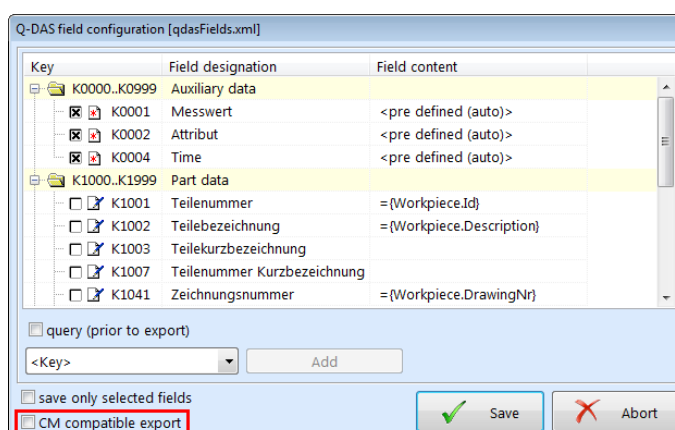 Q-DAS field configuration [qdasFields.xml]
Key Field designation Field content
K0000..K0999 Auxiliary data
K0001 Messwert <pre defined (auto)>
K0002 Attribut <pre defined (auto)>
K0004 Time <pre defined (auto)>
K1000..K1999 Part data
K1001 Teilenummer ={Workpiece.Id}
K1002 Teilebezeichnung ={Workpiece.Description}
K1003 Teilekurzbezeichnung
K1007 Teilenummer Kurzbezeichnung
K1041 Zeichnungsnummer ={Workpiece.DrawingNr}
query (prior to export)
<Key> Add
save only selected fields
CM compatible export
Save Abort